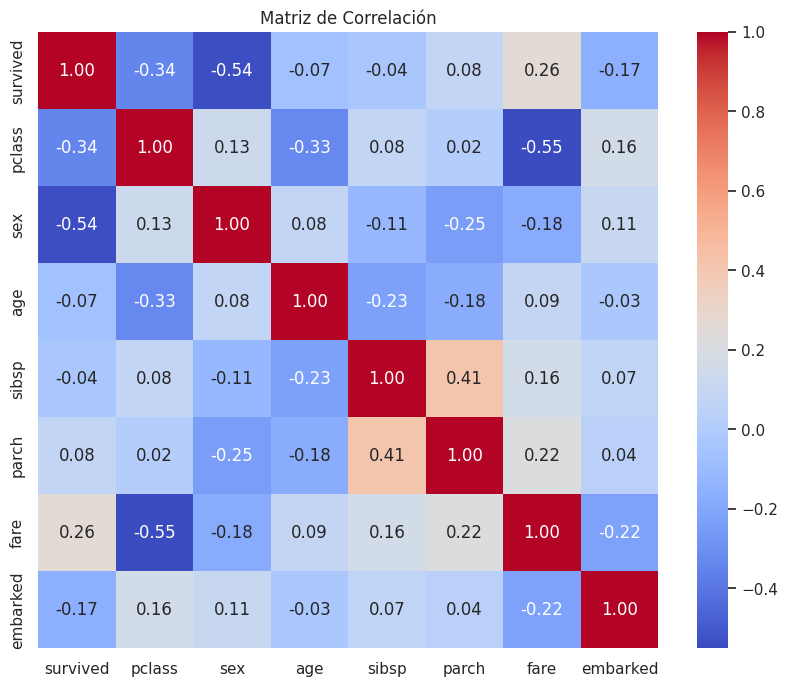 Matriz de Correlación
survived 1.00 -0.34 -0.54 -0.07 -0.04 0.08 0.26 -0.17
pclass -0.34 1.00 0.13 -0.33 0.08 0.02 -0.55 0.16
sex -0.54 0.13 1.00 0.08 -0.11 -0.25 -0.18 0.11
age -0.07 -0.33 0.08 1.00 -0.23 -0.18 0.09 -0.03
sibsp -0.04 0.08 -0.11 -0.23 1.00 0.41 0.16 0.07
parch 0.08 0.02 -0.25 -0.18 0.41 1.00 0.22 0.04
fare 0.26 -0.55 -0.18 0.09 0.16 0.22 1.00 -0.22
embarked -0.17 0.16 0.11 -0.03 0.07 0.04 -0.22 1.00
survived pclass sex age sibsp parch fare embarked
1.0
0.8
0.6
0.4
0.2
0.0
−0.2
−0.4